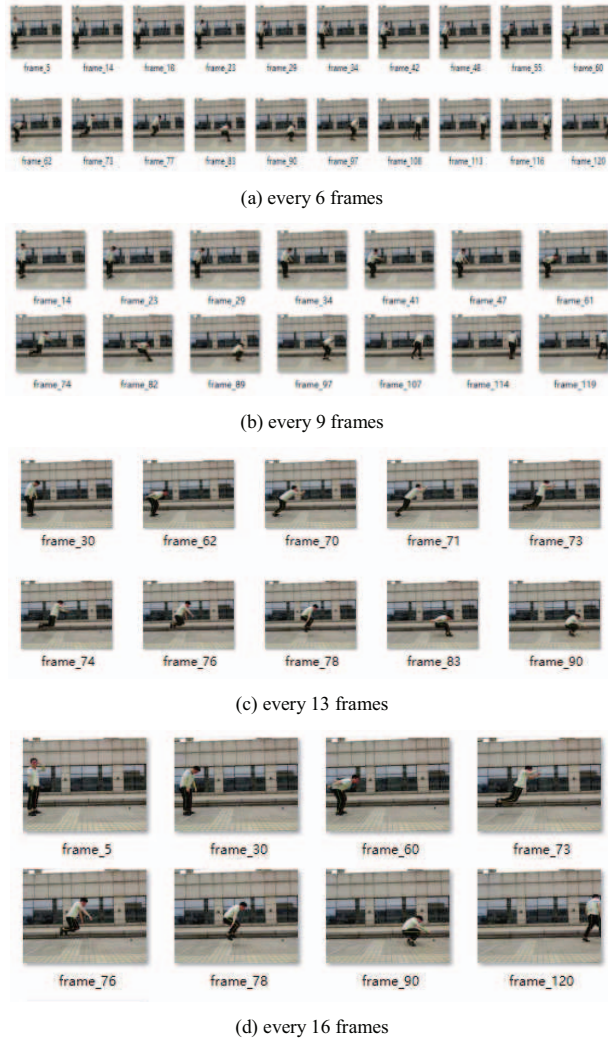 frame_5 frame_14 frame_18 frame_23 frame_29 frame_34 frame_42 frame_48 frame_55 frame_60
frame_62 frame_73 frame_77 frame_83 frame_90 frame_97 frame_108 frame_113 frame_116 frame_120
(a) every 6 frames
frame_14 frame_23 frame_29 frame_34 frame_41 frame_47 frame_61
frame_74 frame_82 frame_89 frame_97 frame_107 frame_114 frame_119
(b) every 9 frames
frame_30 frame_62 frame_70 frame_71 frame_73
frame_74 frame_76 frame_78 frame_83 frame_90
(c) every 13 frames
frame_5 frame_30 frame_60 frame_73
frame_76 frame_78 frame_90 frame_120
(d) every 16 frames